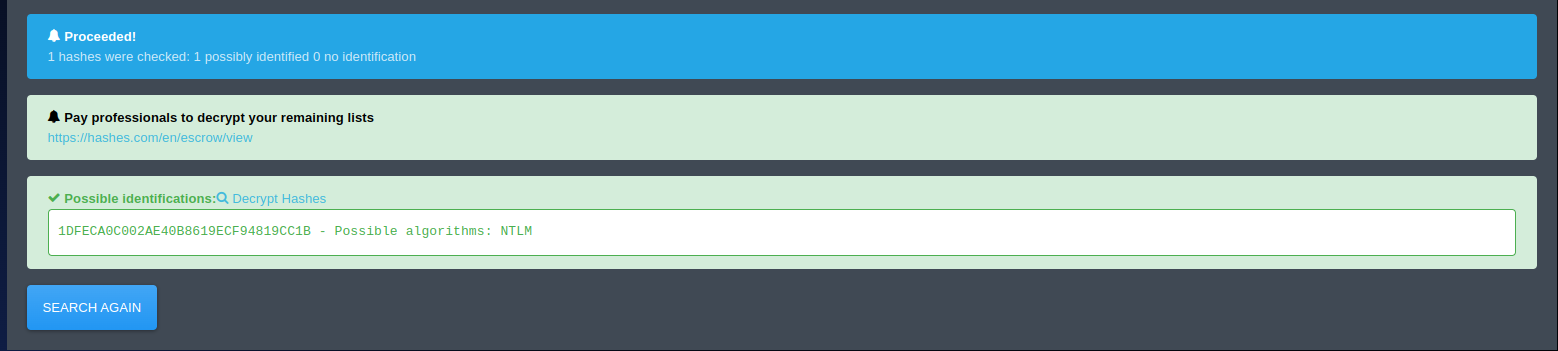 Proceeded!
1 hashes were checked: 1 possibly identified 0 no identification
Pay professionals to decrypt your remaining lists
https://hashes.com/en/escrow/view
Possible identifications: Decrypt Hashes
1DFECA0C002AE40B8619ECF94819CC1B - Possible algorithms: NTLM
SEARCH AGAIN